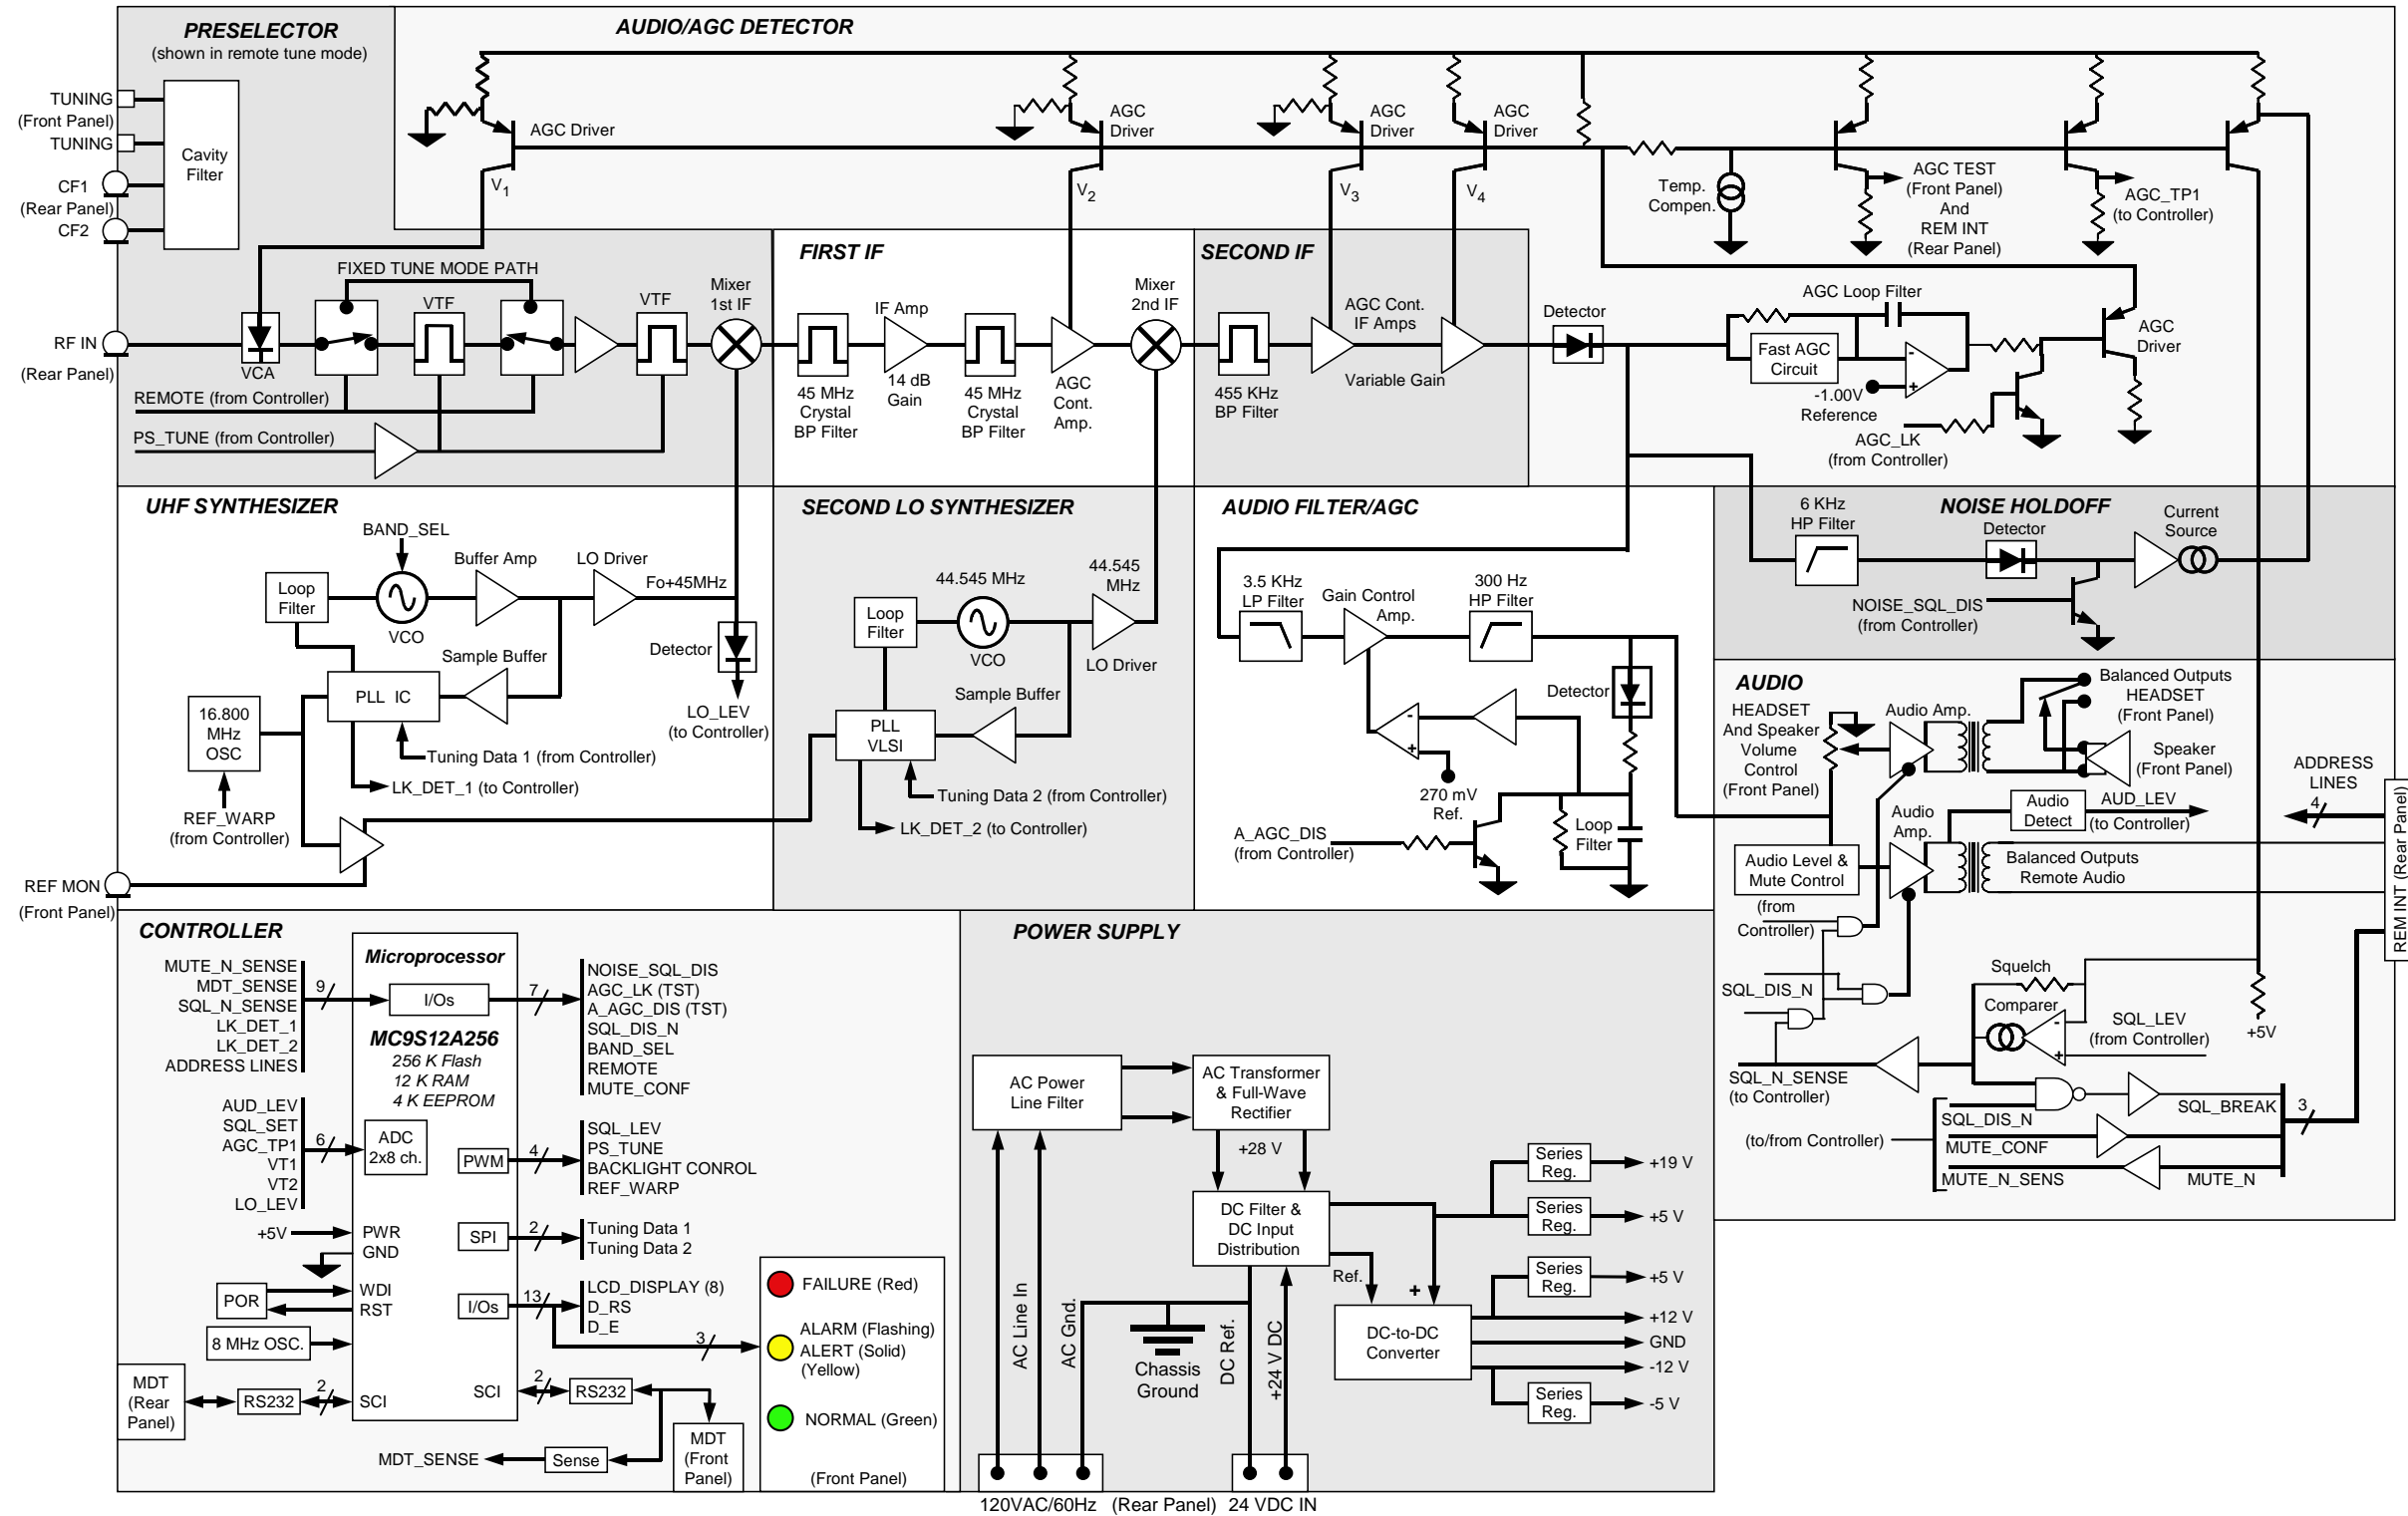 PRESELECTOR
(shown in remote tune mode)
TUNING
(Front Panel)
TUNING
CF1
(Rear Panel)
CF2
Cavity
Filter
AUDIO/AGC DETECTOR
AGC Driver
V1
AGC
Driver
V2
AGC
Driver
V3
AGC
Driver
V4
Temp.
Compen.
AGC TEST
(Front Panel)
And
REM INT
(Rear Panel)
AGC_TP1
(to Controller)
FIXED TUNE MODE PATH
RF IN
(Rear Panel)
VCA
VTF
VTF
Mixer
1st IF
REMOTE (from Controller)
PS_TUNE (from Controller)
FIRST IF
45 MHz
Crystal
BP Filter
IF Amp
14 dB
Gain
45 MHz
Crystal
BP Filter
AGC
Cont.
Amp.
Mixer
2nd IF
SECOND IF
455 KHz
BP Filter
AGC Cont.
IF Amps
Variable Gain
Detector
AGC Loop Filter
Fast AGC
Circuit
-
+
-1.00V
Reference
AGC_LK
(from Controller)
AGC
Driver
UHF SYNTHESIZER
BAND_SEL
Loop
Filter
VCO
Buffer Amp
LO Driver
Fo+45MHz
Sample Buffer
PLL IC
16.800
MHz
OSC
Tuning Data 1 (from Controller)
LK_DET_1 (to Controller)
REF_WARP
(from Controller)
Detector
LO_LEV
(to Controller)
REF MON
(Front Panel)
SECOND LO SYNTHESIZER
44.545 MHz
44.545
MHz
Loop
Filter
VCO
LO Driver
Sample Buffer
PLL
VLSI
Tuning Data 2 (from Controller)
LK_DET_2 (to Controller)
AUDIO FILTER/AGC
3.5 KHz
LP Filter
Gain Control
Amp.
300 Hz
HP Filter
Detector
-
+
270 mV
Ref.
A_AGC_DIS
(from Controller)
Loop
Filter
NOISE HOLDOFF
6 KHz
HP Filter
Detector
Current
Source
NOISE_SQL_DIS
(from Controller)
AUDIO
HEADSET
And Speaker
Volume
Control
(Front Panel)
Audio Amp.
Balanced Outputs
HEADSET
(Front Panel)
Speaker
(Front Panel)
Audio
Amp.
Audio
Detect
AUD_LEV
(to Controller)
Audio Level &
Mute Control
(from
Controller)
Balanced Outputs
Remote Audio
ADDRESS
LINES
4
REM INT (Rear Panel)
SQL_DIS_N
Squelch
Comparer
-
+
SQL_LEV
(from Controller)
+5V
SQL_N_SENSE
(to Controller)
SQL_BREAK
3
SQL_DIS_N
(to/from Controller)
MUTE_CONF
MUTE_N_SENS
MUTE_N
CONTROLLER
MUTE_N_SENSE
MDT_SENSE
SQL_N_SENSE
LK_DET_1
LK_DET_2
ADDRESS LINES
9
Microprocessor
I/Os
MC9S12A256
256 K Flash
12 K RAM
4 K EEPROM
7
NOISE_SQL_DIS
AGC_LK (TST)
A_AGC_DIS (TST)
SQL_DIS_N
BAND_SEL
REMOTE
MUTE_CONF
AUD_LEV
SQL_SET
AGC_TP1
VT1
VT2
LO_LEV
6
ADC
2x8 ch.
PWM
4
SQL_LEV
PS_TUNE
BACKLIGHT CONROL
REF_WARP
+5V
PWR
GND
SPI
2
Tuning Data 1
Tuning Data 2
POR
WDI
RST
I/Os
13
LCD_DISPLAY (8)
D_RS
D_E
3
8 MHz OSC.
MDT
(Rear
Panel)
RS232
2
SCI
SCI
2
RS232
MDT_SENSE
Sense
MDT
(Front
Panel)
FAILURE (Red)
ALARM (Flashing)
ALERT (Solid)
(Yellow)
NORMAL (Green)
(Front Panel)
POWER SUPPLY
AC Power
Line Filter
AC Transformer
& Full-Wave
Rectifier
+28 V
DC Filter &
DC Input
Distribution
Ref.
+
DC-to-DC
Converter
Series
Reg.
+19 V
Series
Reg.
+5 V
Series
Reg.
+5 V
+12 V
GND
-12 V
Series
Reg.
-5 V
AC Line In
AC Gnd.
Chassis
Ground
DC Ref.
+24 V DC
120VAC/60Hz
(Rear Panel)
24 VDC IN